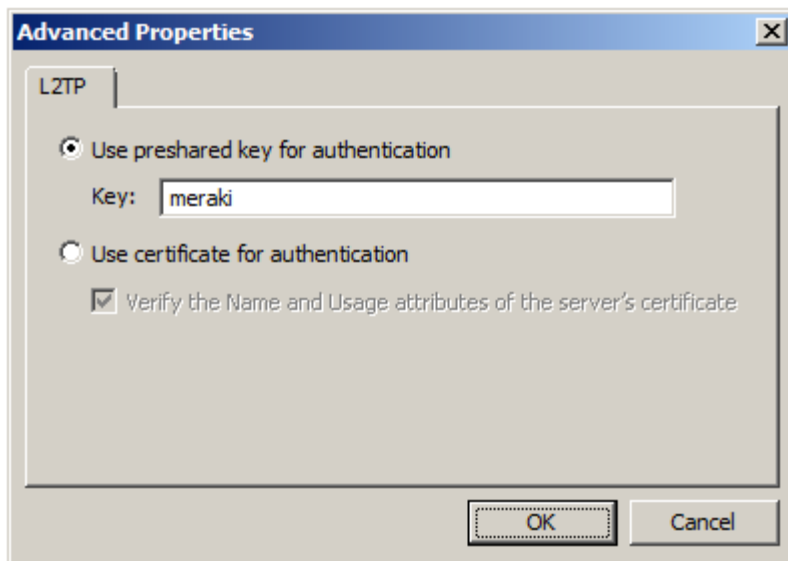 Advanced Properties
L2TP
Use preshared key for authentication
Key: meraki
Use certificate for authentication
Verify the Name and Usage attributes of the server's certificate
OK Cancel